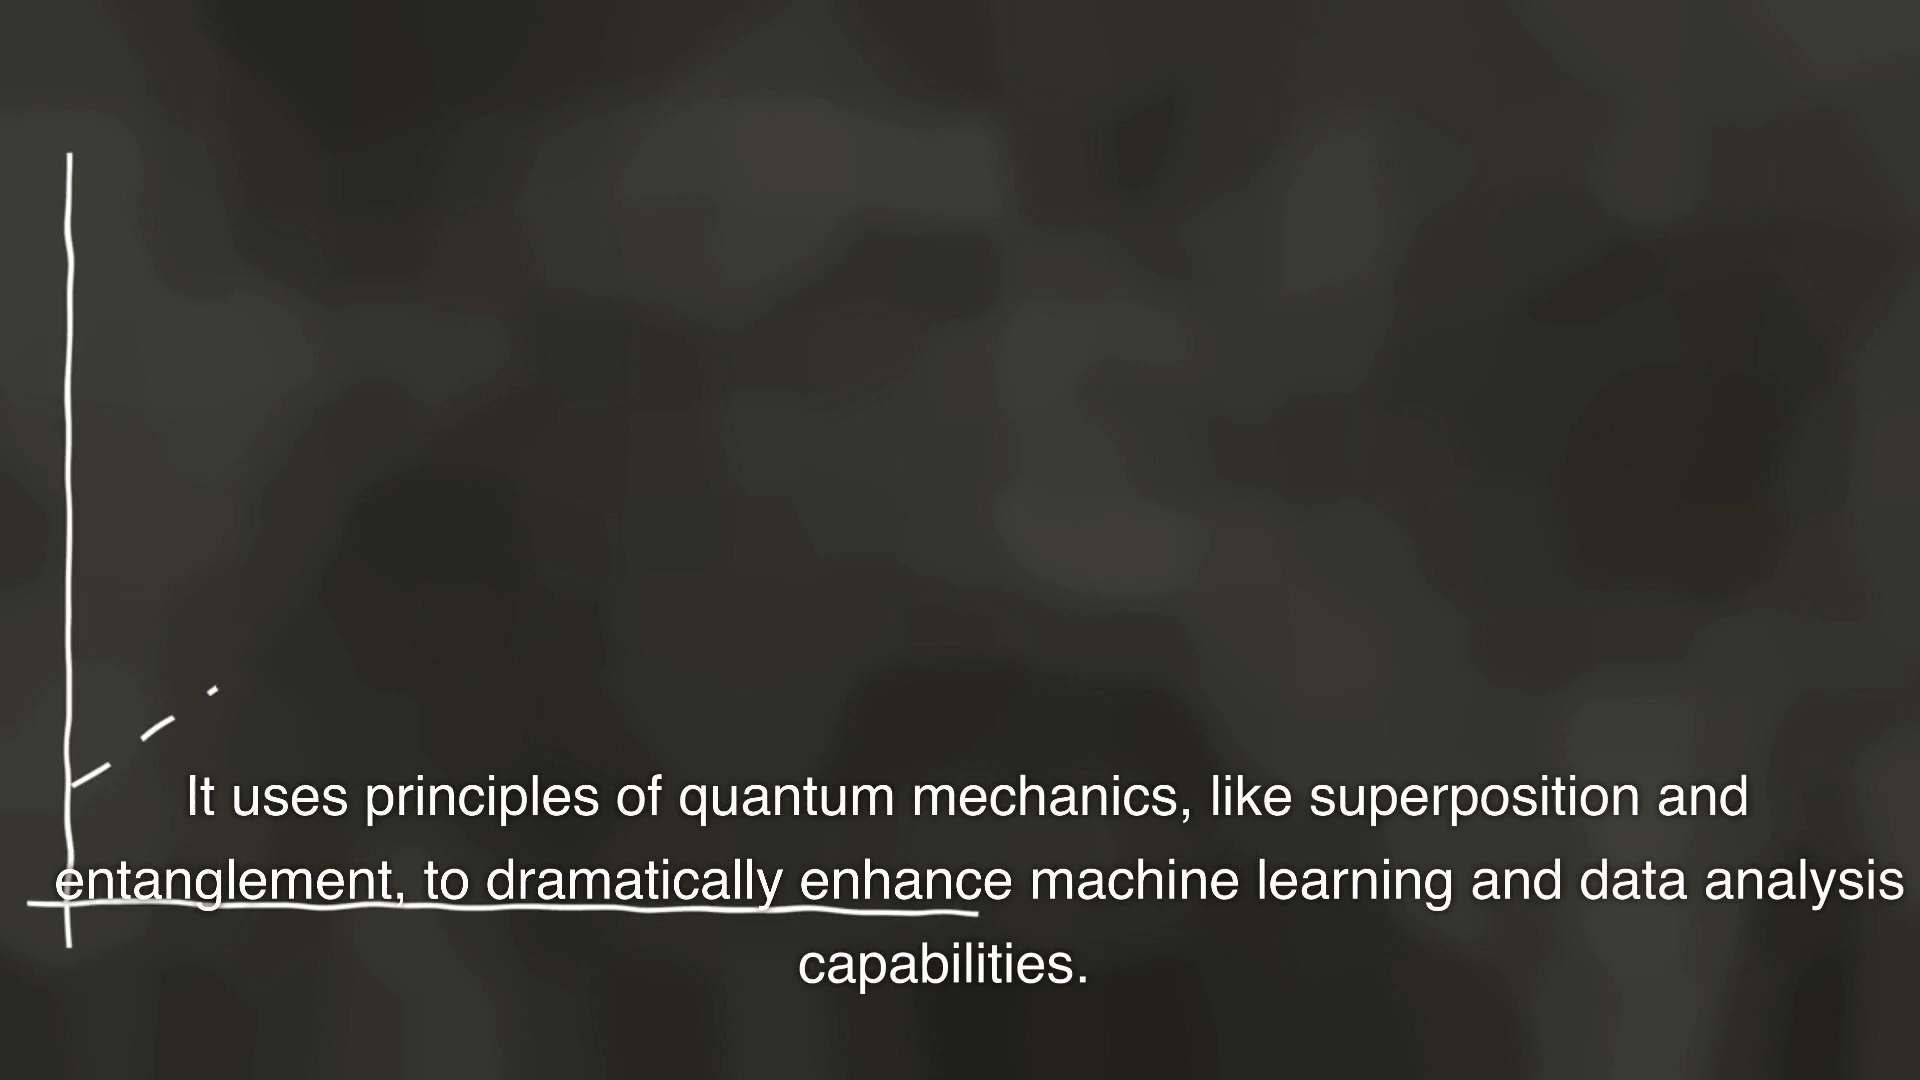 It uses principles of quantum mechanics, like superposition and
entanglement, to dramatically enhance machine learning and data analysis
capabilities.